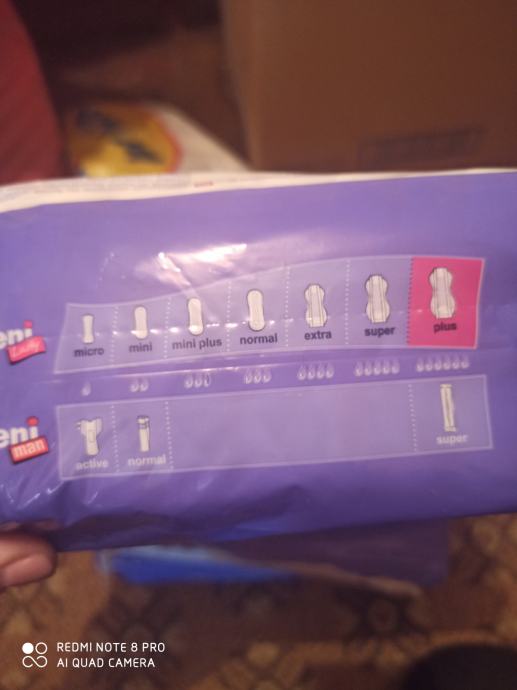 eni
Lady
micro
mini
mini plus
normal
extra
super
plus
eni
man
active
normal
super
REDMI NOTE 8 PRO
AI QUAD CAMERA